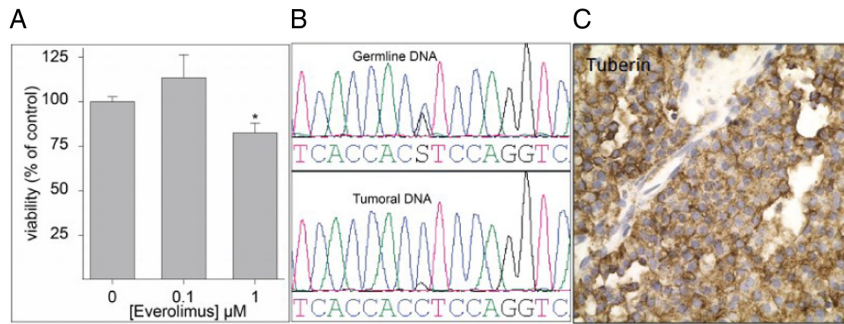 A
B
C
125
100
75
50
25
viability (% of control)
*
0
0.1
1
[Everolimus] µM
Germline DNA
TCACCACSTCCAGGTC
Tumoral DNA
TCACCACCTCCAGGTC
Tuberin